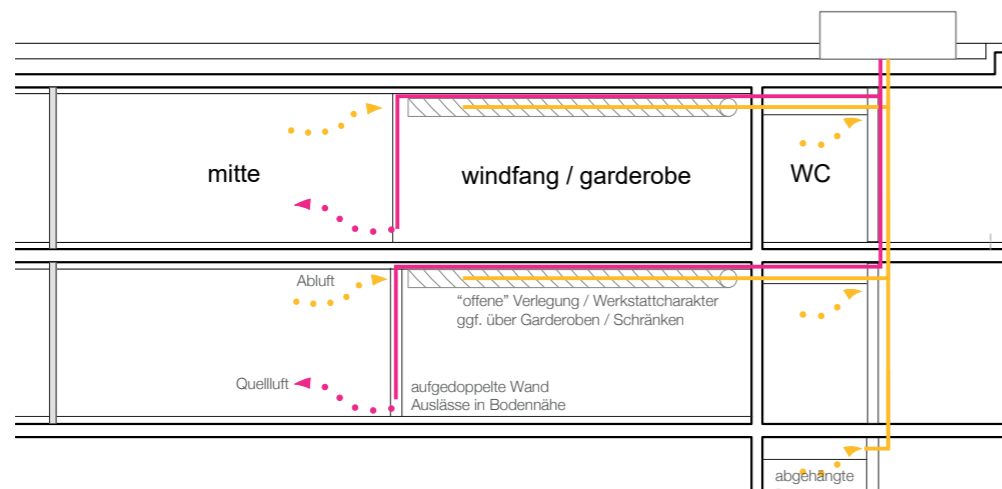 mitte
windfang / garderobe
WC
Abluft
"offene" Verlegung / Werkstattcharakter
ggf. über Garderoben / Schränken
Quellluft
aufgedoppelte Wand
Auslässe in Bodennähe
abgehängte